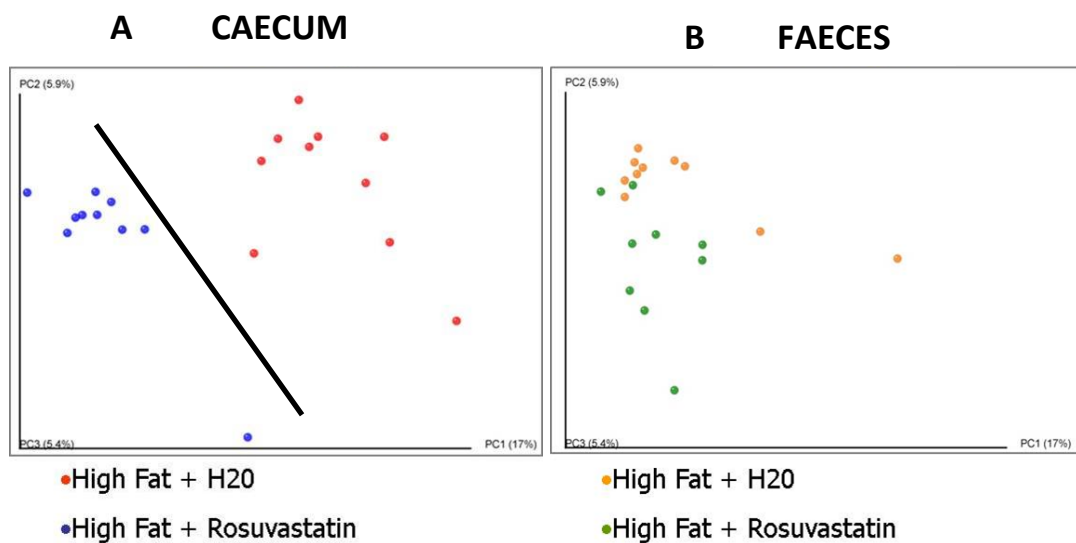 A CAECUM
B FAECES
PC2 (5.9%)
PC3 (5.4%)
PC1 (17%)
PC2 (5.9%)
PC3 (5.4%)
PC1 (17%)
High Fat + H20
High Fat + Rosuvastatin
High Fat + H20
High Fat + Rosuvastatin